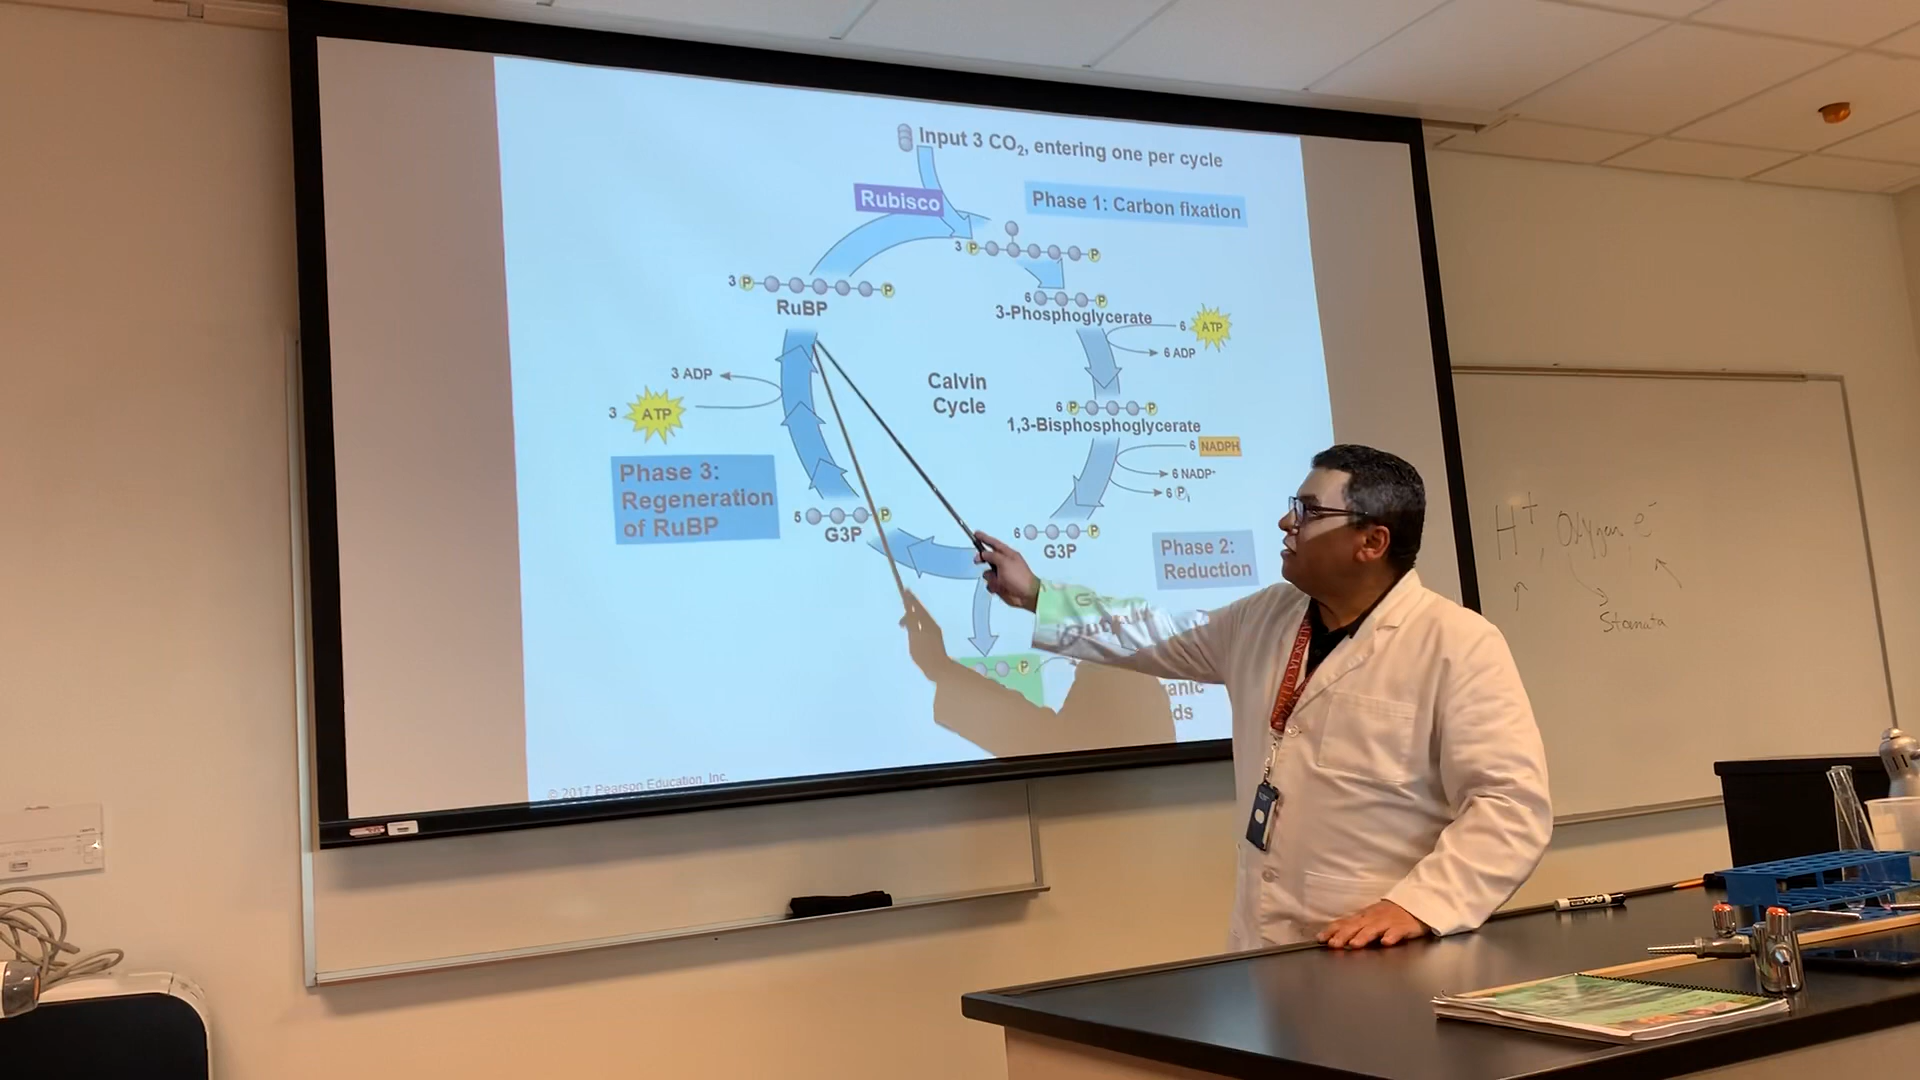 Input 3 CO₂, entering one per cycle
Rubisco
Phase 1: Carbon fixation
3 P P
3 P P
RuBP
6 P
3-Phosphoglycerate
6 ATP
6 ADP
3 ADP
3 ATP
Calvin
Cycle
6 P P
1,3-Bisphosphoglycerate
6 NADPH
6 NADP⁺
6 Pᵢ
Phase 3:
Regeneration
of RuBP
5 P
G3P
6 P
G3P
Phase 2:
Reduction
P
© 2017 Pearson Education, Inc.
H⁺, Oxygen, e⁻
Stomata